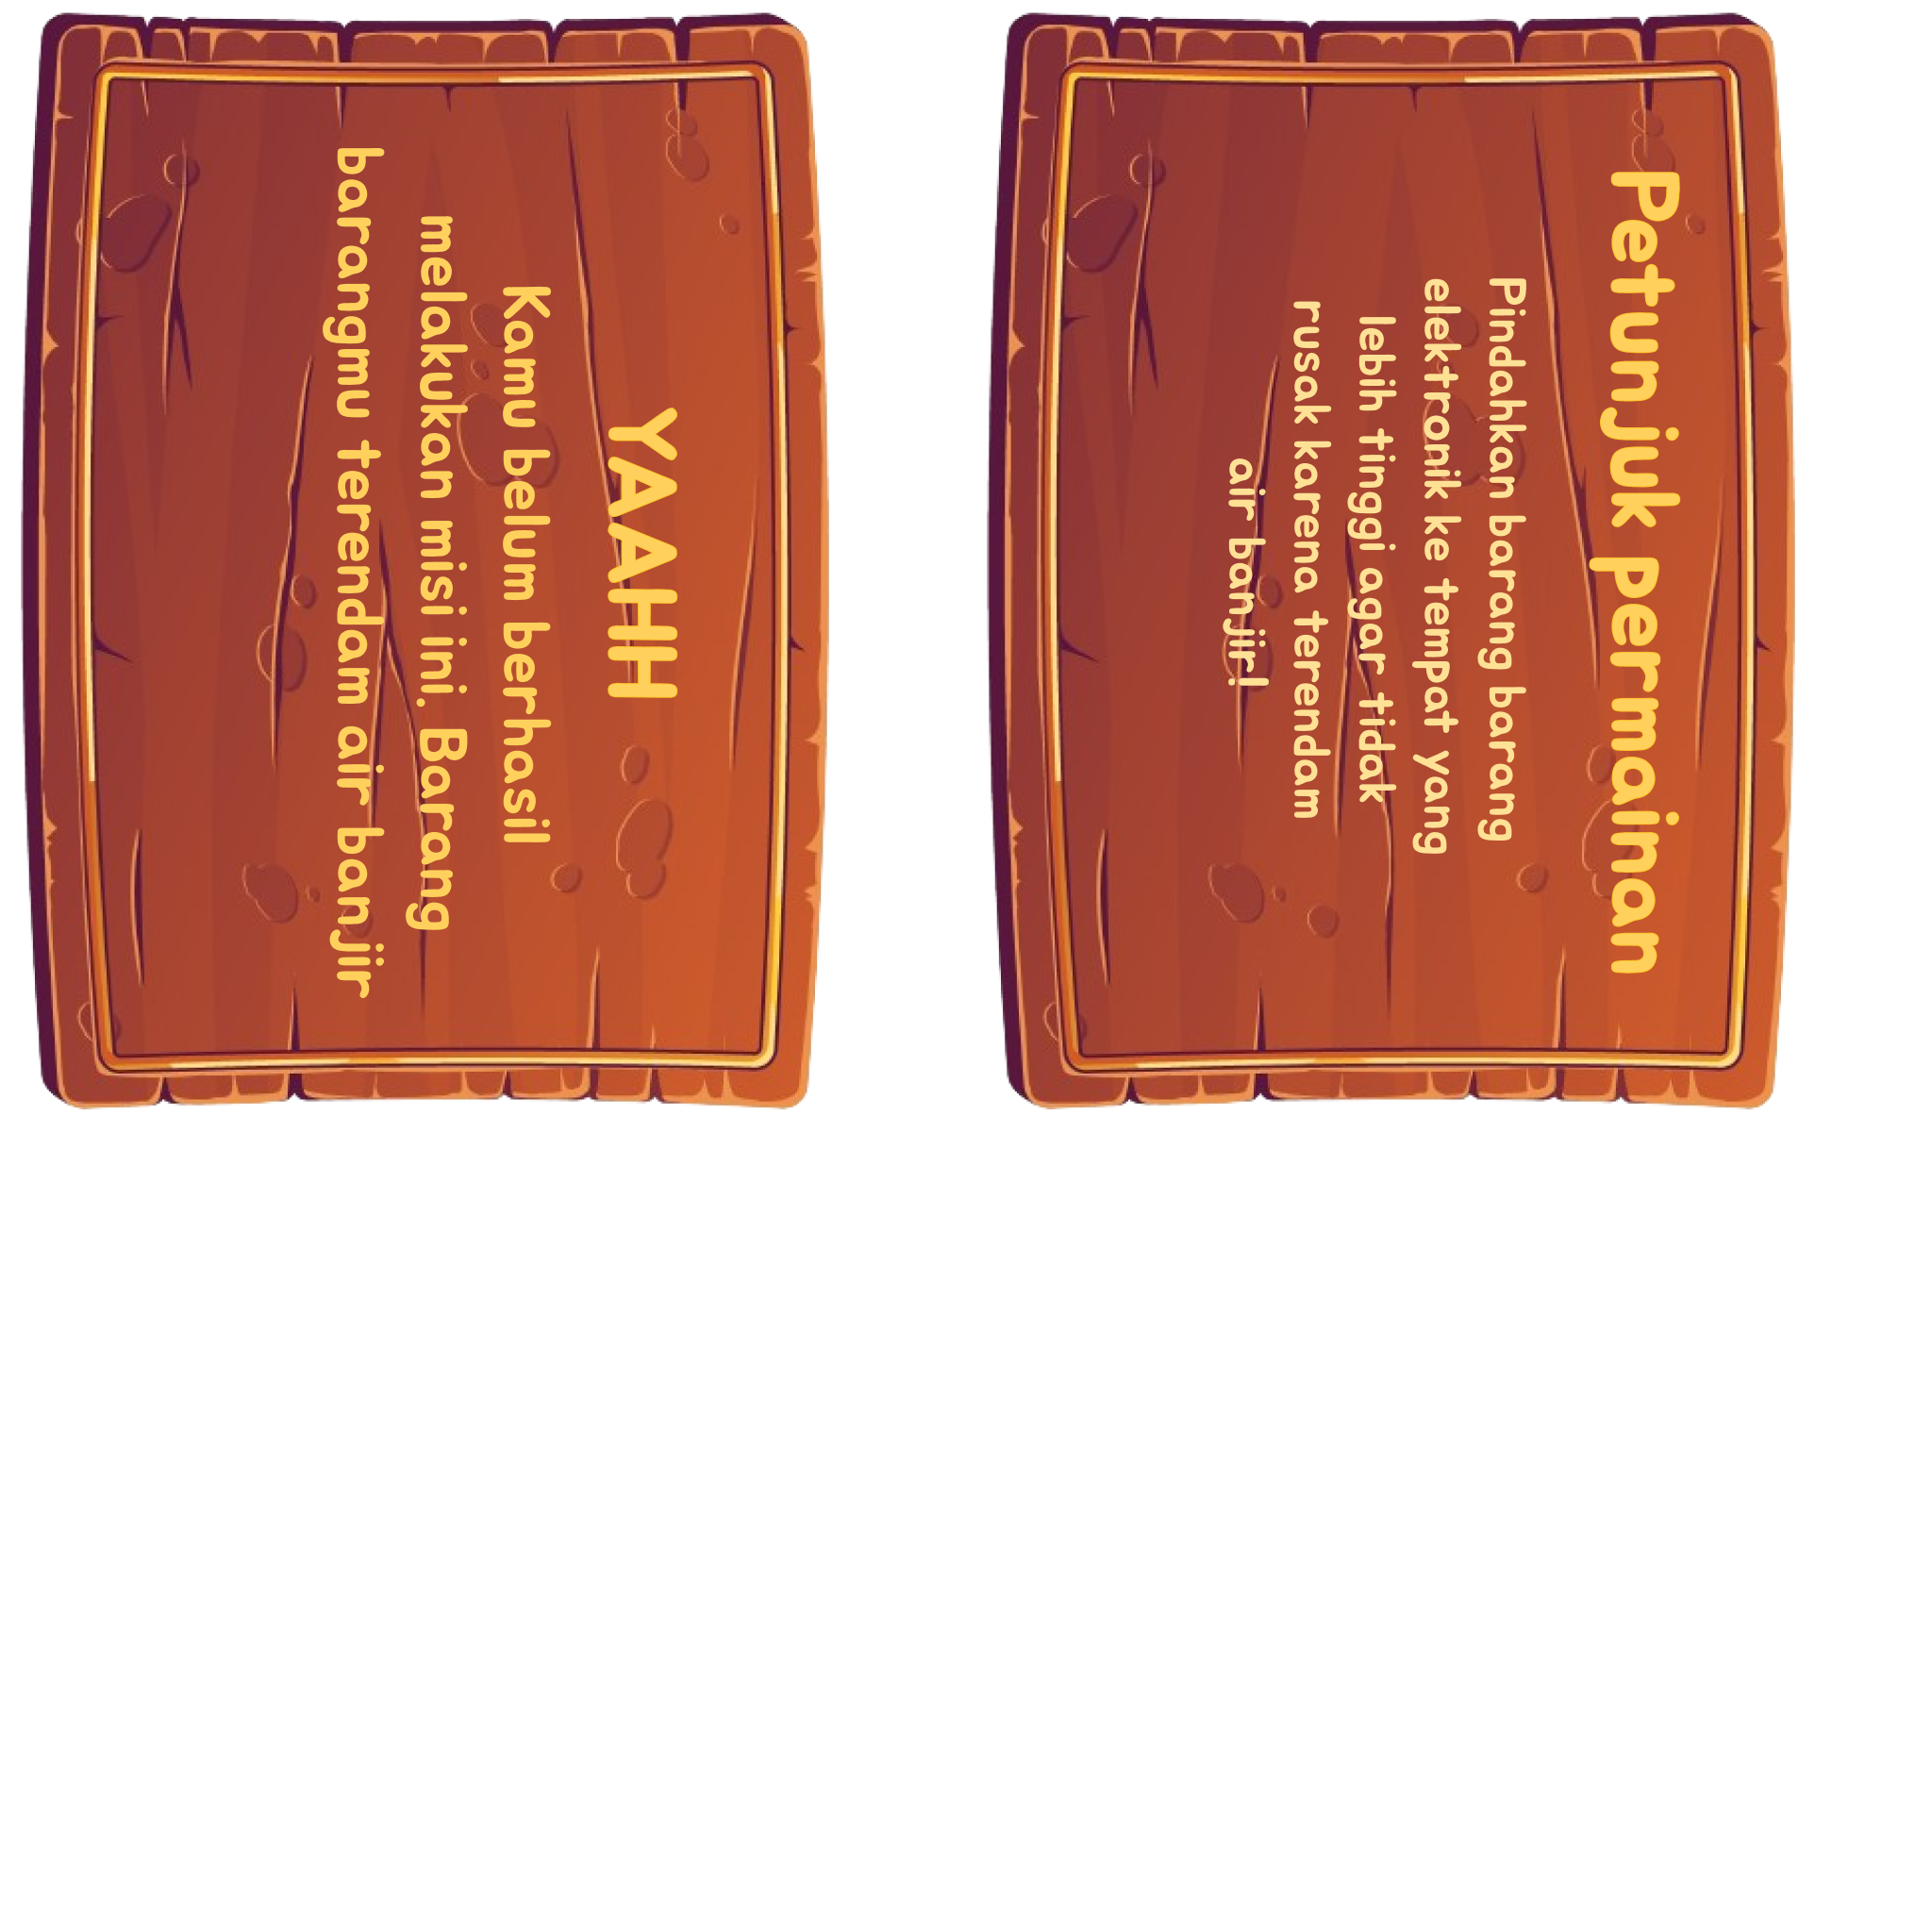 YAAHH
Kamu belum berhasil
melakukan misi ini. Barang
barangmu terendam air banjir
Petunjuk Permainan
Pindahkan barang barang
elektronik ke tempat yang
lebih tinggi agar tidak
rusak karena terendam
air banjir!